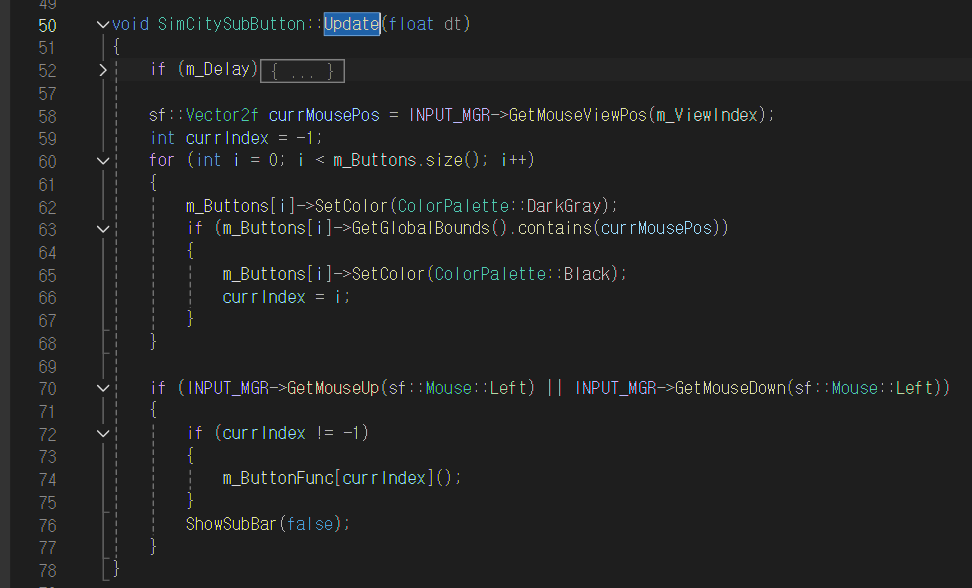 49
50 void SimCitySubButton::Update(float dt)
51 {
52 if (m_Delay) { ... }
57
58 sf::Vector2f currMousePos = INPUT_MGR->GetMouseViewPos(m_ViewIndex);
59 int currIndex = -1;
60 for (int i = 0; i < m_Buttons.size(); i++)
61 {
62 m_Buttons[i]->SetColor(ColorPalette::DarkGray);
63 if (m_Buttons[i]->GetGlobalBounds().contains(currMousePos))
64 {
65 m_Buttons[i]->SetColor(ColorPalette::Black);
66 currIndex = i;
67 }
68 }
69
70 if (INPUT_MGR->GetMouseUp(sf::Mouse::Left) || INPUT_MGR->GetMouseDown(sf::Mouse::Left))
71 {
72 if (currIndex != -1)
73 {
74 m_ButtonFunc[currIndex]();
75 }
76 ShowSubBar(false);
77 }
78 }